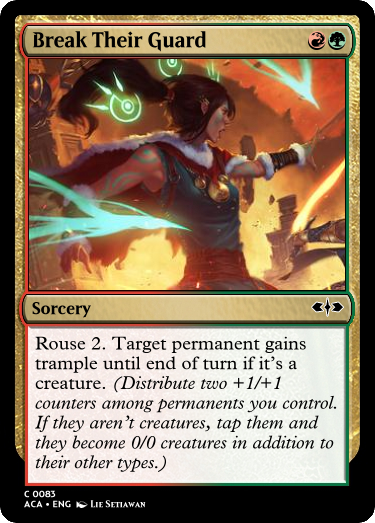 Break Their Guard
Sorcery
Rouse 2. Target permanent gains
trample until end of turn if it's a
creature. (Distribute two +1/+1
counters among permanents you control.
If they aren't creatures, tap them and
they become 0/0 creatures in addition to
their other types.)
C 0083
ACA • ENG Lie Setiawan